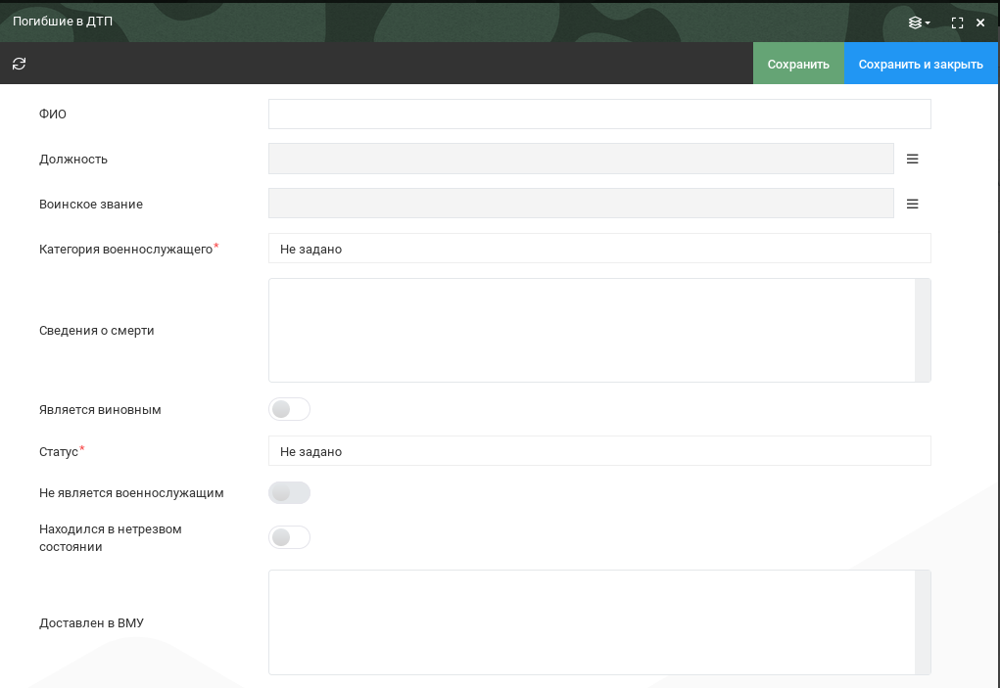 Погибшие в ДТП
Сохранить
Сохранить и закрыть
ФИО
Должность
Воинское звание
Категория военнослужащего*
Не задано
Сведения о смерти
Является виновным
Статус*
Не задано
Не является военнослужащим
Находился в нетрезвом
состоянии
Доставлен в ВМУ